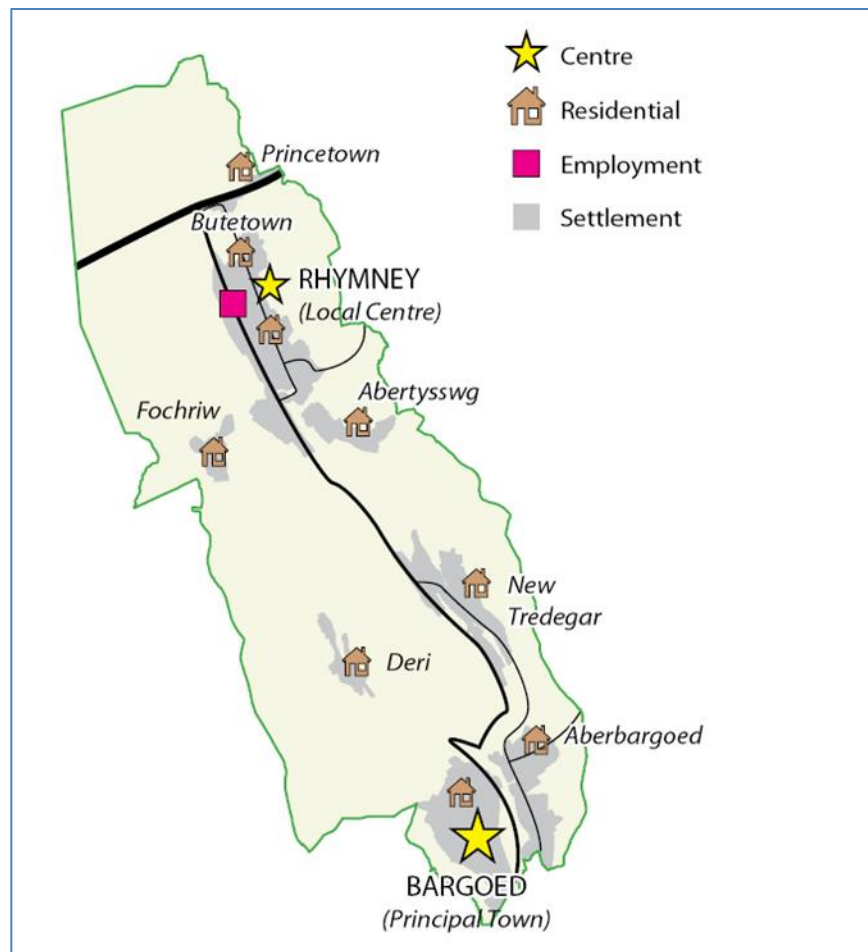 Centre
Residential
Employment
Settlement
Princetown
Butetown
RHYMNEY
(Local Centre)
Abertysswg
Fochriw
New
Tredegar
Deri
Aberbargoed
BARGOED
(Principal Town)